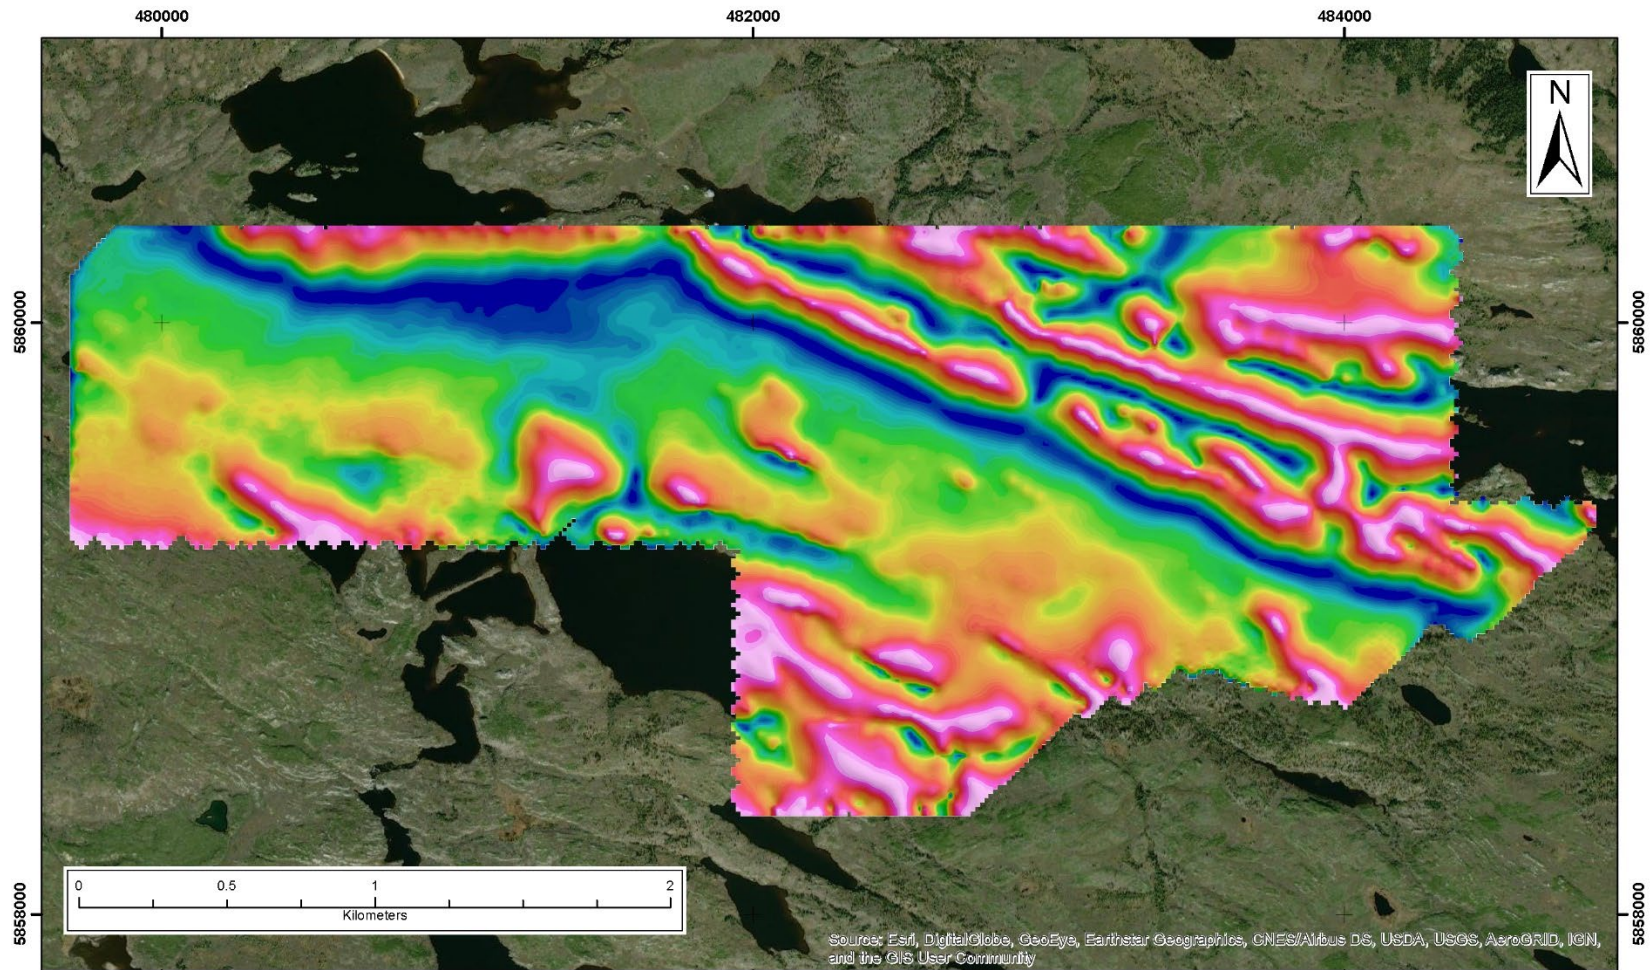 480000
482000
484000
N
5860000
5860000
0
0.5
1
2
Kilometers
5858000
5858000
Source: Esri, DigitalGlobe, GeoEye, Earthstar Geographics, CNES/Airbus DS, USDA, USGS, AeroGRID, IGN,
and the GIS User Community